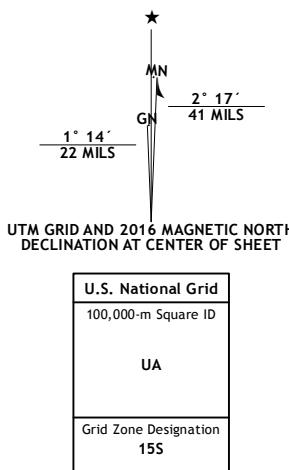 MN
GN
2° 17´
41 MILS
1° 14´
22 MILS
UTM GRID AND 2016 MAGNETIC NORTH
DECLINATION AT CENTER OF SHEET
U.S. National Grid
100,000-m Square ID
UA
Grid Zone Designation
15S